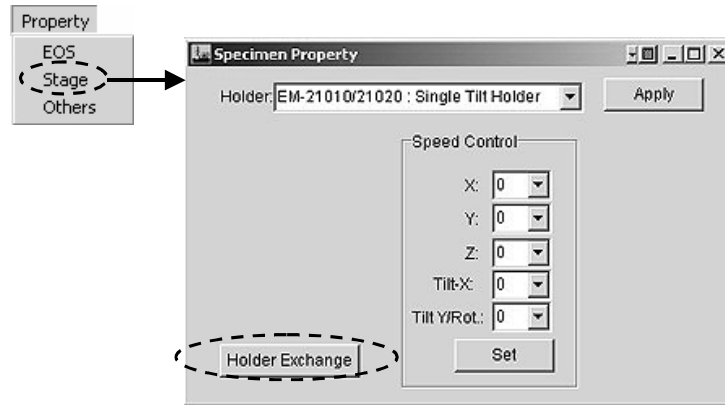 Property
EOS
Stage
Others
Specimen Property
Holder: EM-21010/21020 : Single Tilt Holder
Apply
Speed Control
X: 0
Y: 0
Z: 0
Tilt-X: 0
Tilt Y/Rot.: 0
Holder Exchange
Set